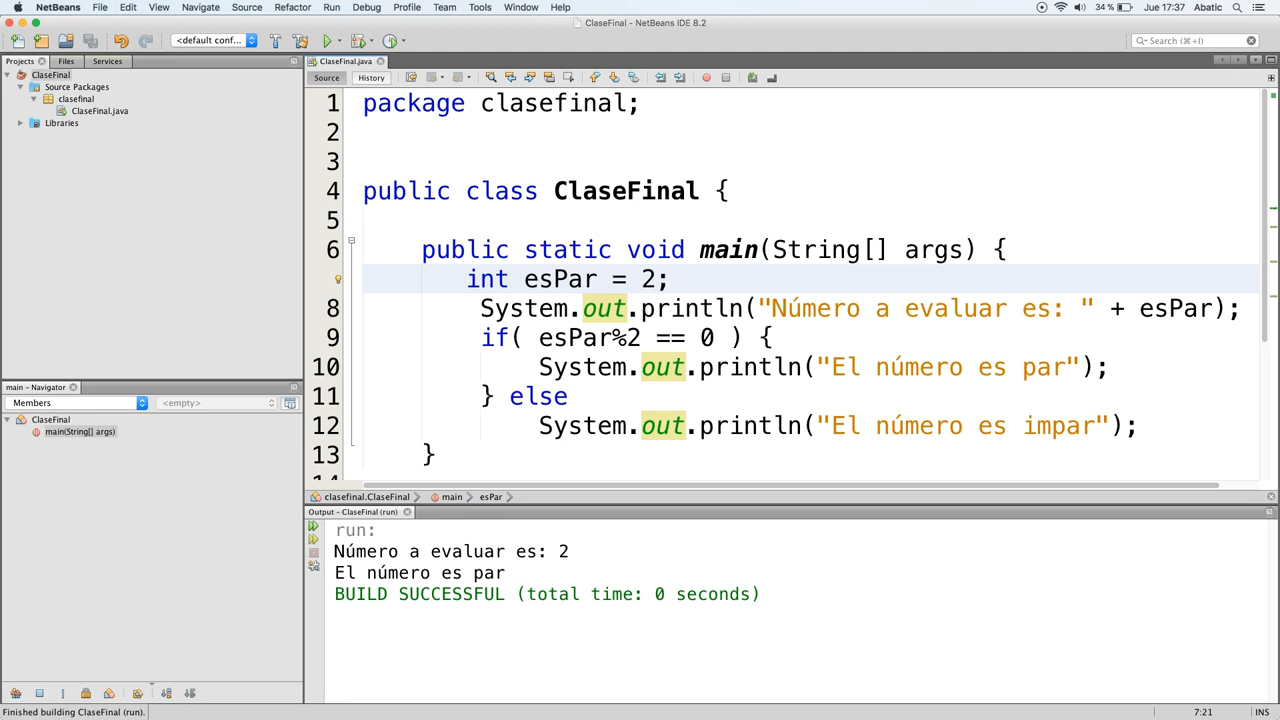 NetBeans File Edit View Navigate Source Refactor Run Debug Profile Team Tools Window Help 34 % Jue 17:37 Abatic
ClaseFinal - NetBeans IDE 8.2
<default conf... Search (⌘+I)
Projects Files Services
ClaseFinal.java
ClaseFinal
Source Packages
clasefinal
ClaseFinal.java
Libraries
Source History
1 package clasefinal;
2
3
4 public class ClaseFinal {
5
6 public static void main(String[] args) {
int esPar = 2;
8 System.out.println("Número a evaluar es: " + esPar);
9 if( esPar%2 == 0 ) {
10 System.out.println("El número es par");
11 } else
12 System.out.println("El número es impar");
13 }
14
main - Navigator
Members <empty>
ClaseFinal
main(String[] args)
clasefinal.ClaseFinal main esPar
Output - ClaseFinal (run)
run:
Número a evaluar es: 2
El número es par
BUILD SUCCESSFUL (total time: 0 seconds)
Finished building ClaseFinal (run). 7:21 INS